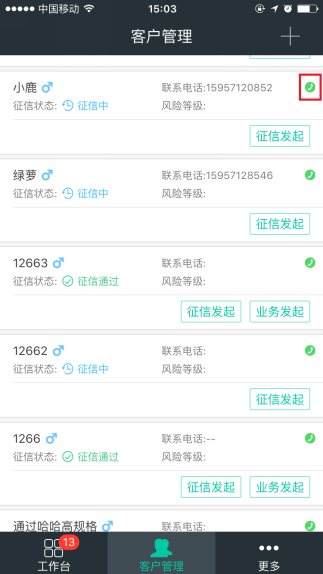 中国移动 15:03
客户管理
小鹿 联系电话:15957120852
征信状态: 征信中 风险等级:
征信发起
绿萝 联系电话:15957128546
征信状态: 征信中 风险等级:
征信发起
12663 联系电话:
征信状态: 征信通过 风险等级:
征信发起 业务发起
12662 联系电话:
征信状态: 征信中 风险等级:
征信发起
1266 联系电话:--
征信状态: 征信通过 风险等级:
征信发起 业务发起
通过哈哈高规格 联系电话:
13
工作台 客户管理 更多